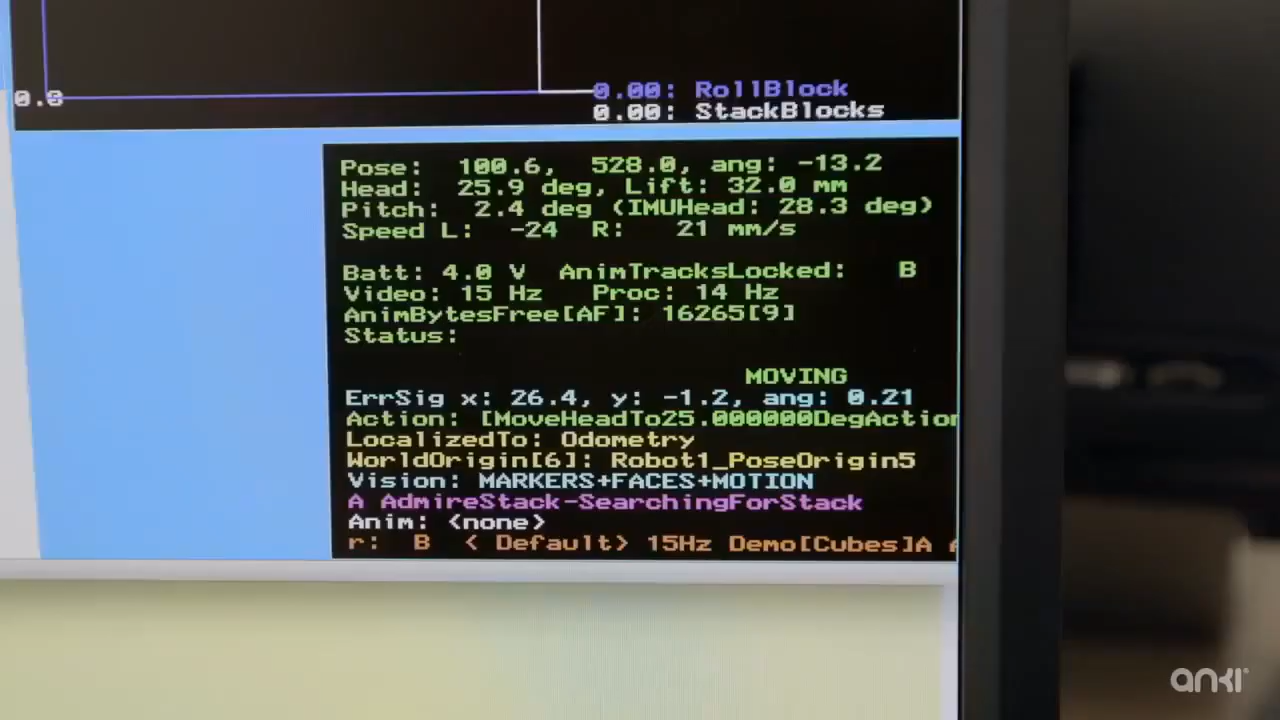 0.00: RollBlock
0.00: StackBlocks
Pose: 100.6, 528.0, ang: -13.2
Head: 25.9 deg, Lift: 32.0 mm
Pitch: 2.4 deg (IMUHead: 28.3 deg)
Speed L: -24 R: 21 mm/s
Batt: 4.0 V AnimTracksLocked: B
Video: 15 Hz Proc: 14 Hz
AnimBytesFree[AF]: 16265[9]
Status:
MOVING
ErrSig x: 26.4, y: -1.2, ang: 0.21
Action: [MoveHeadTo25.000000DegAction
LocalizedTo: Odometry
WorldOrigin[6]: Robot1_PoseOrigin5
Vision: MARKERS+FACES+MOTION
A AdmireStack-SearchingForStack
Anim: <none>
r: B < Default> 15Hz Demo[Cubes]A
anki